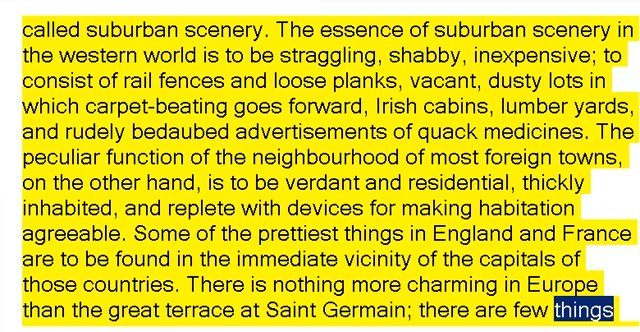 called suburban scenery. The essence of suburban scenery in
the western world is to be straggling, shabby, inexpensive; to
consist of rail fences and loose planks, vacant, dusty lots in
which carpet-beating goes forward, Irish cabins, lumber yards,
and rudely bedaubed advertisements of quack medicines. The
peculiar function of the neighbourhood of most foreign towns,
on the other hand, is to be verdant and residential, thickly
inhabited, and replete with devices for making habitation
agreeable. Some of the prettiest things in England and France
are to be found in the immediate vicinity of the capitals of
those countries. There is nothing more charming in Europe
than the great terrace at Saint Germain; there are few things